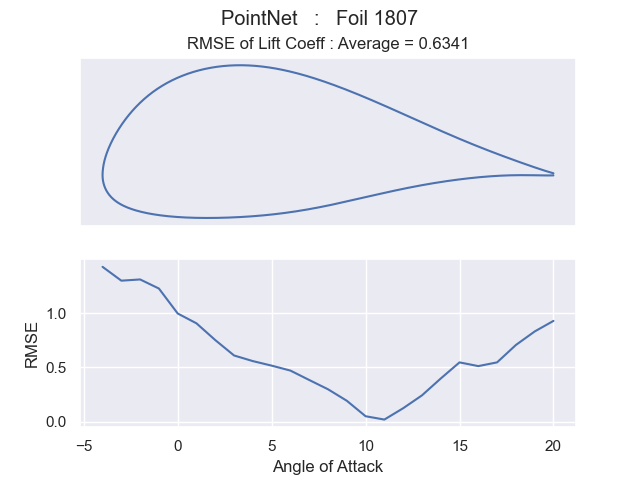 PointNet : Foil 1807
RMSE of Lift Coeff : Average = 0.6341
RMSE
1.0
0.5
0.0
−5 0 5 10 15 20
Angle of Attack